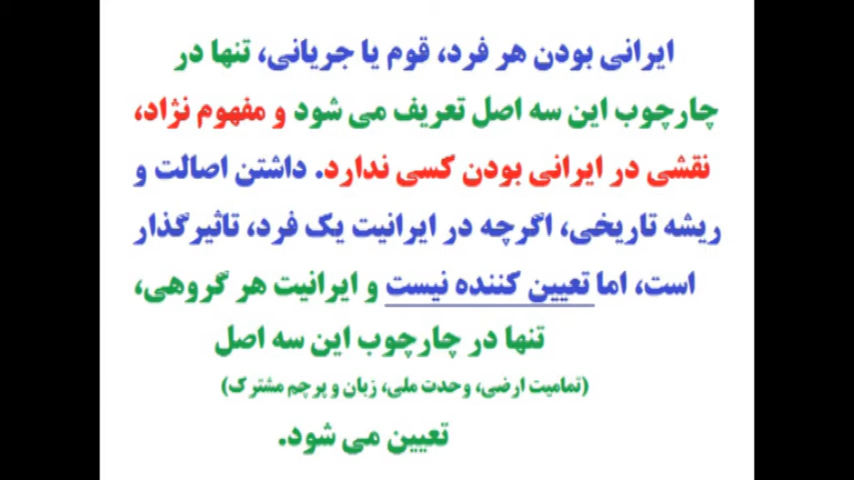 ایرانی بودن هر فرد، قوم یا جریانی، تنها در
چارچوب این سه اصل تعریف می شود و مفهوم نژاد،
نقشی در ایرانی بودن کسی ندارد. داشتن اصالت و
ریشه تاریخی، اگرچه در ایرانیت یک فرد، تاثیرگذار
است، اما تعیین کننده نیست و ایرانیت هر گروهی،
تنها در چارچوب این سه اصل
(تمامیت ارضی، وحدت ملی، زبان و پرچم مشترک)
تعیین می شود.